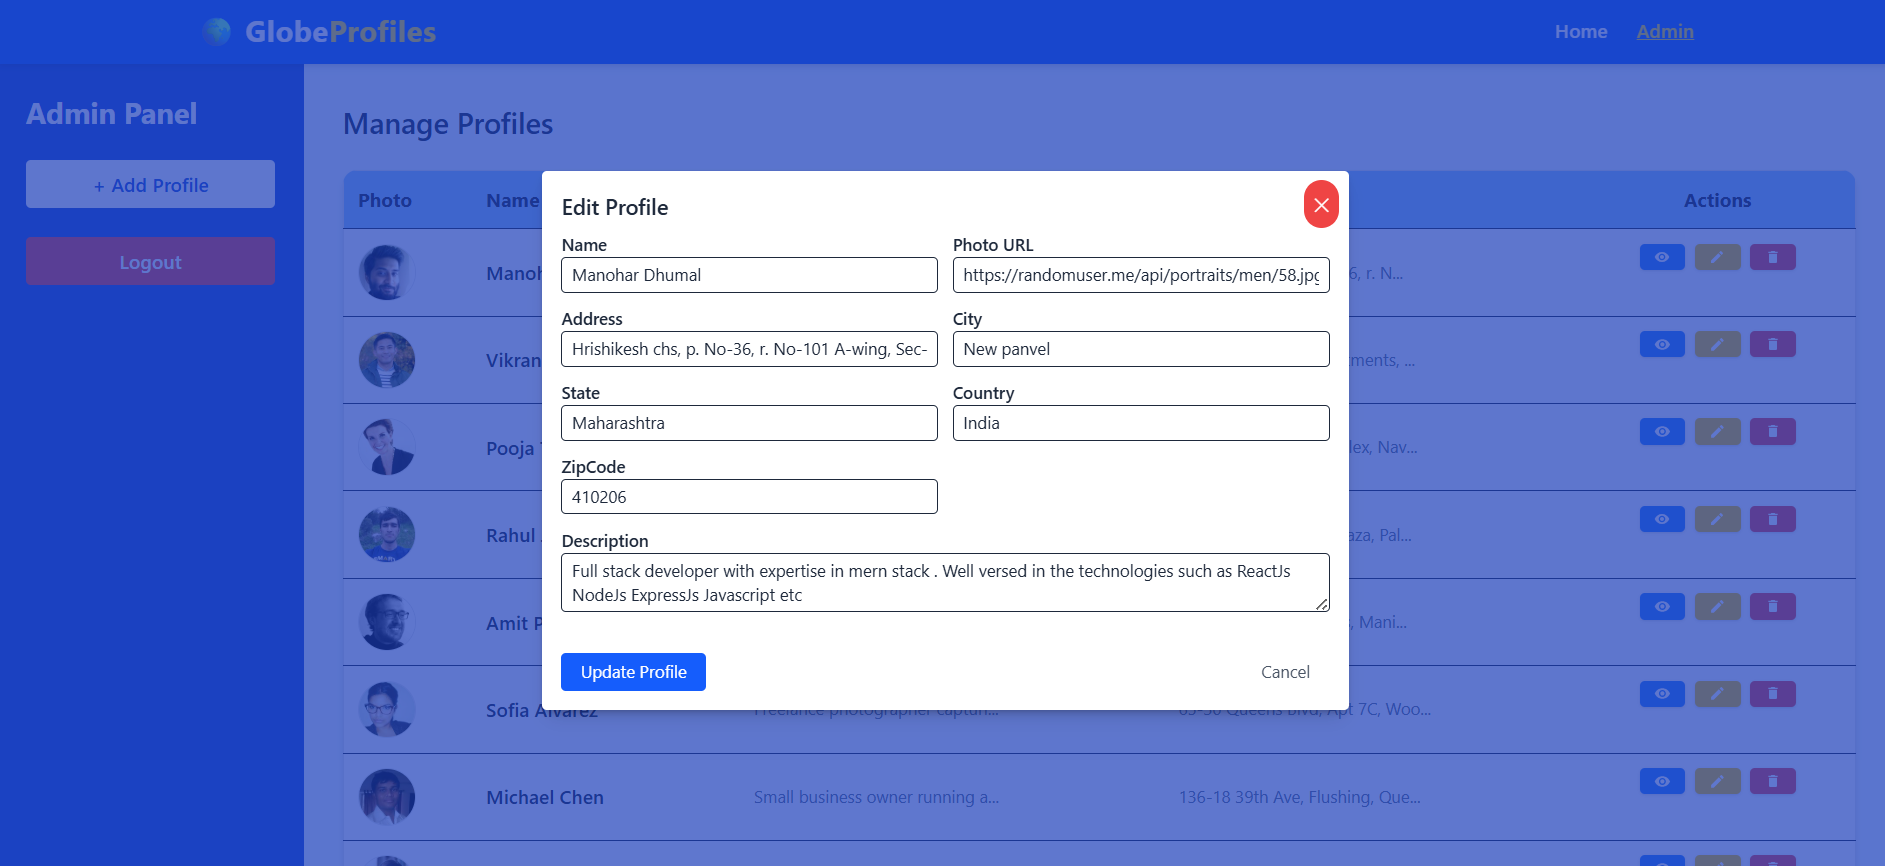 GlobeProfiles
Home Admin
Admin Panel
+ Add Profile
Logout
Manage Profiles
Photo Name Actions
Edit Profile
Name Photo URL
Manohar Dhumal https://randomuser.me/api/portraits/men/58.jpg
Address City
Hrishikesh chs, p. No-36, r. No-101 A-wing, Sec- New panvel
State Country
Maharashtra India
ZipCode
410206
Description
Full stack developer with expertise in mern stack . Well versed in the technologies such as ReactJs
NodeJs ExpressJs Javascript etc
Update Profile Cancel
Manoh 6, r. N...
Vikran ments, ...
Pooja lex, Nav...
Rahul aza, Pal...
Amit P , Mani...
Sofia Alvarez Freelance photographer captur... 65-30 Queens Blvd, Apt 7C, Woo...
Michael Chen Small business owner running a... 136-18 39th Ave, Flushing, Que...